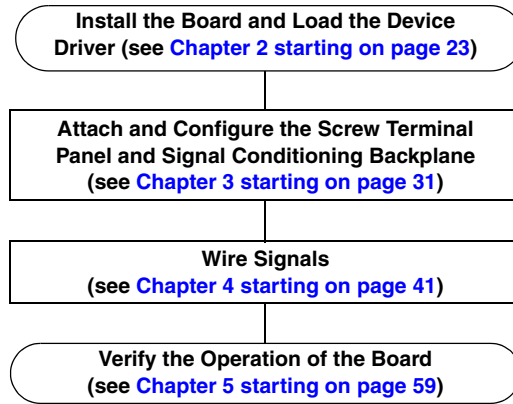 Install the Board and Load the Device
Driver (see Chapter 2 starting on page 23)
Attach and Configure the Screw Terminal
Panel and Signal Conditioning Backplane
(see Chapter 3 starting on page 31)
Wire Signals
(see Chapter 4 starting on page 41)
Verify the Operation of the Board
(see Chapter 5 starting on page 59)